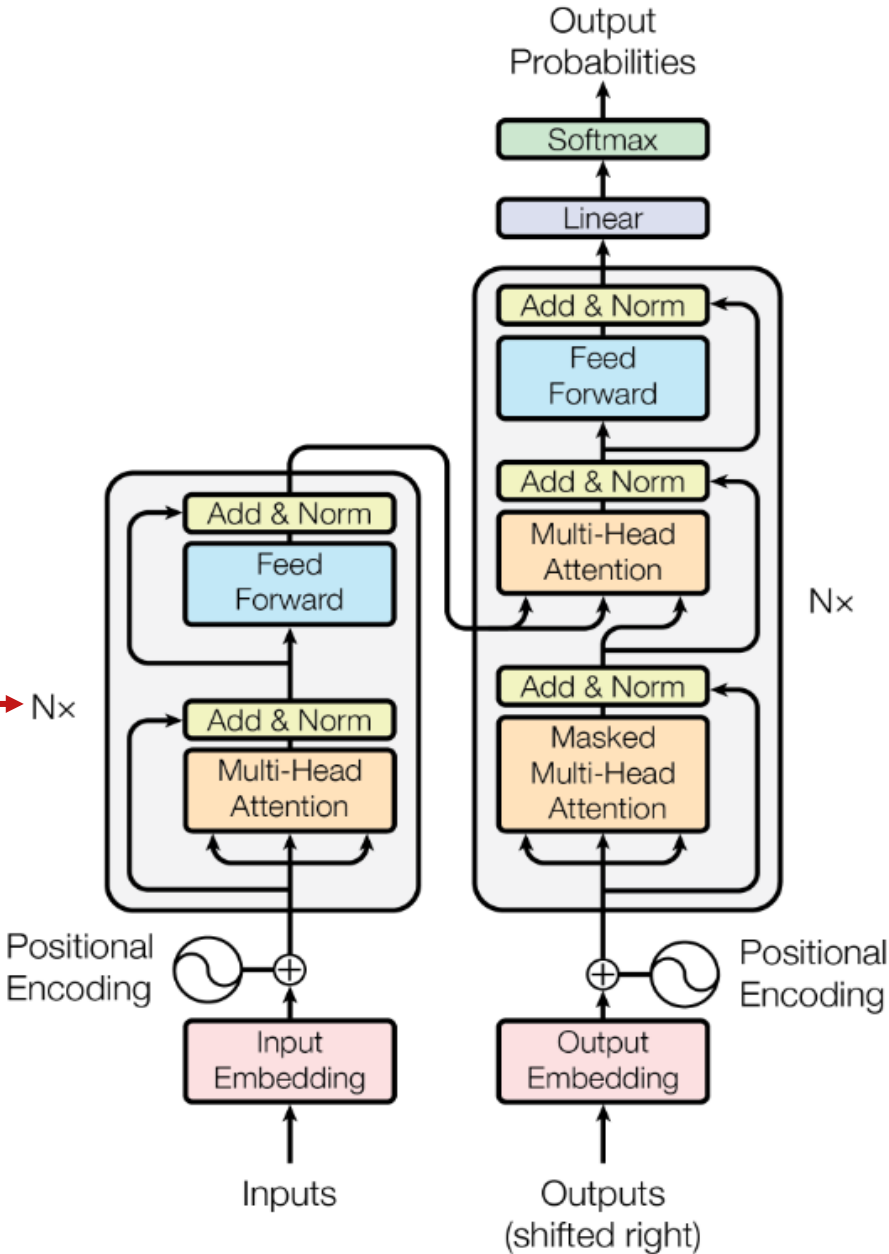 Output
Probabilities
Softmax
Linear
Add & Norm
Feed
Forward
Add & Norm
Multi-Head
Attention
N×
Add & Norm
Masked
Multi-Head
Attention
Add & Norm
Feed
Forward
N×
Add & Norm
Multi-Head
Attention
Positional
Encoding
Positional
Encoding
Input
Embedding
Output
Embedding
Inputs
Outputs
(shifted right)